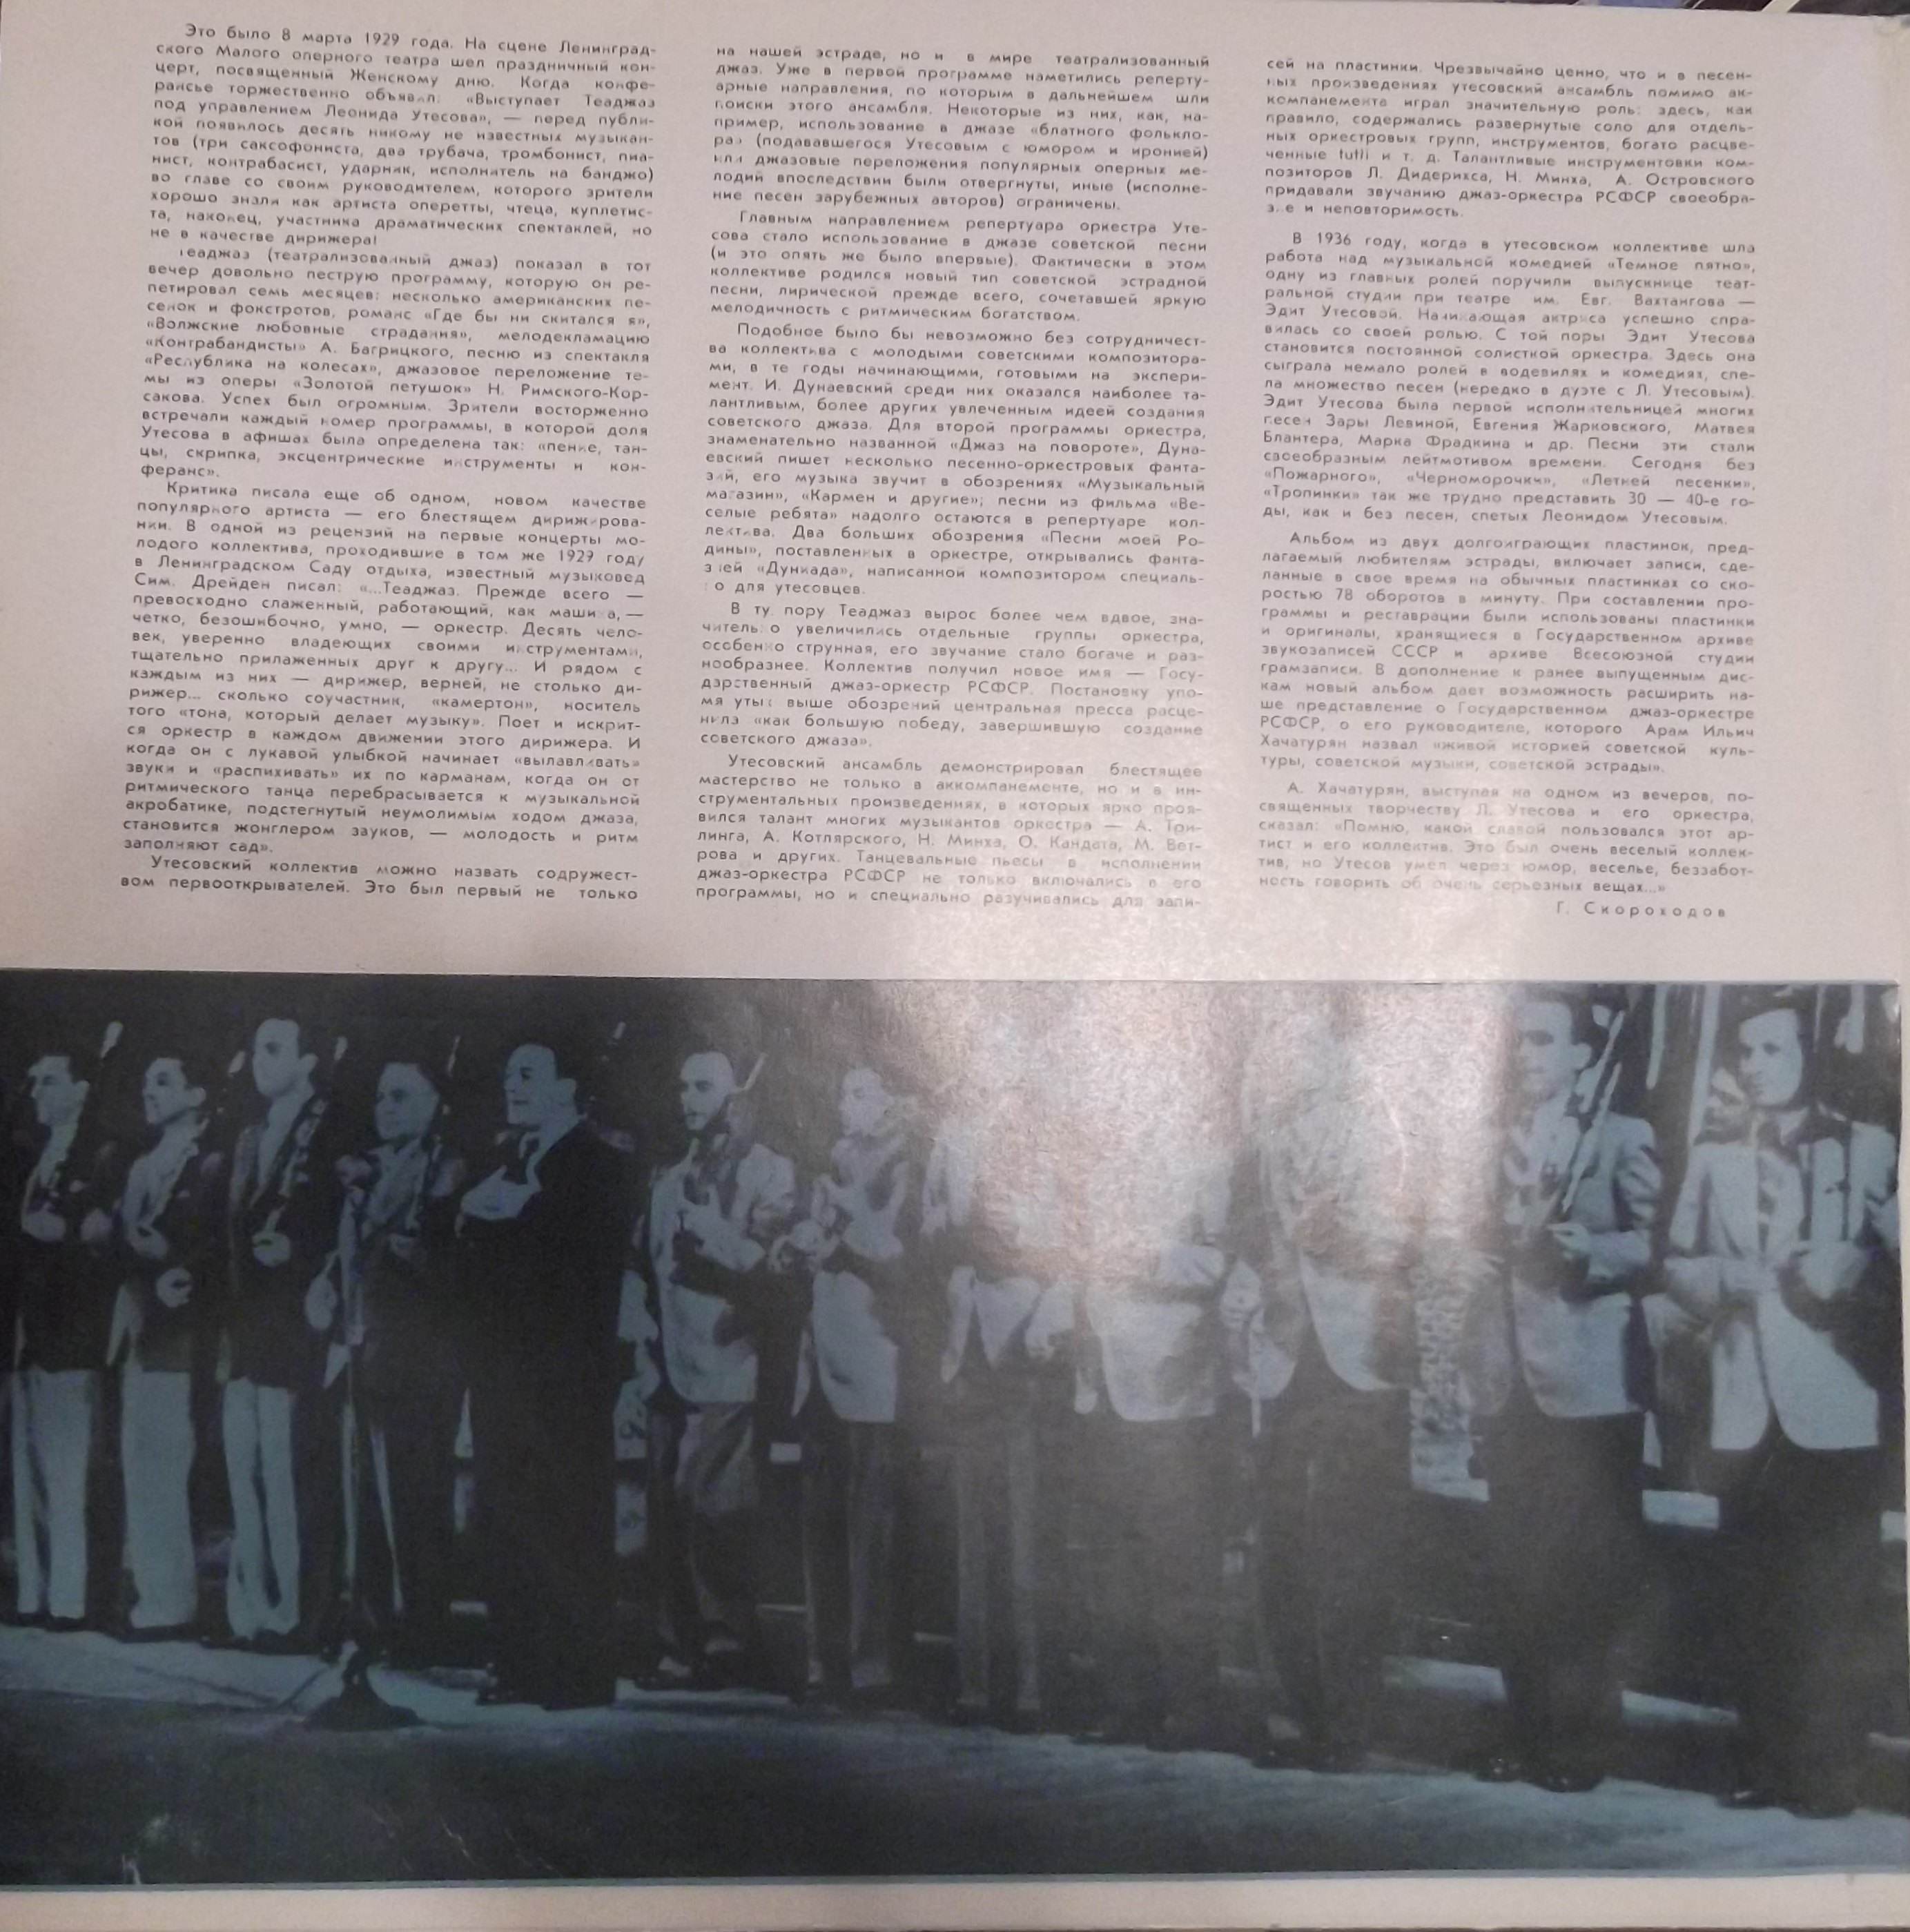 Это было 8 марта 1929 года. На сцене Ленинград-
ского Малого оперного театра шел праздничный кон-
церт, посвященный Женскому дню. Когда конфе-
рансье торжественно объявил: «Выступает Теаджаз
под управлением Леонида Утесова», — перед публи-
кой появилось десять никому не известных музыкан-
тов (три саксофониста, два трубача, тромбонист, пиа-
нист, контрабасист, ударник, исполнитель на банджо)
во главе со своим руководителем, которого зрители
хорошо знали как артиста оперетты, чтеца, куплетис-
та, наконец, участника драматических спектаклей, но
не в качестве дирижера!
Теаджаз (театрализованный джаз) показал в тот
вечер довольно пеструю программу, которую он ре-
петировал семь месяцев: несколько американских пе-
сенок и фокстротов, романс «Где бы ни скитался я»,
«Волжские любовные страдания», мелодекламацию
«Контрабандисты» А. Багрицкого, песню из спектакля
«Республика на колесах», джазовое переложение те-
мы из оперы «Золотой петушок» Н. Римского-Кор-
сакова. Успех был огромным. Зрители восторженно
встречали каждый номер программы, в которой доля
Утесова в афишах была определена так: «пение, тан-
цы, скрипка, эксцентрические инструменты и кон-
феранс».
Критика писала еще об одном, новом качестве
популярного артиста — его блестящем дирижирова-
нии. В одной из рецензий на первые концерты мо-
лодого коллектива, проходившие в том же 1929 году
в Ленинградском Саду отдыха, известный музыковед
Сим. Дрейден писал: «...Теаджаз. Прежде всего —
превосходно слаженный, работающий, как машина, —
четко, безошибочно, умно, — оркестр. Десять чело-
век, уверенно владеющих своими инструментами,
тщательно прилаженных друг к другу... И рядом с
каждым из них — дирижер, верней, не столько ди-
рижер... сколько соучастник, «камертон», носитель
того «тона, который делает музыку». Поет и искрит-
ся оркестр в каждом движении этого дирижера. И
когда он с лукавой улыбкой начинает «вылавливать»
звуки и «распихивать» их по карманам, когда он от
ритмического танца перебрасывается к музыкальной
акробатике, подстегнутый неумолимым ходом джаза,
становится жонглером звуков, — молодость и ритм
заполняют сад».
Утесовский коллектив можно назвать содружест-
вом первооткрывателей. Это был первый не только
на нашей эстраде, но и в мире театрализованный
джаз. Уже в первой программе наметились реперту-
арные направления, по которым в дальнейшем шли
поиски этого ансамбля. Некоторые из них, как, на-
пример, использование в джазе «блатного фолькло-
ра» (подававшегося Утесовым с юмором и иронией)
или джазовые переложения популярных оперных ме-
лодий впоследствии были отвергнуты, иные (исполне-
ние песен зарубежных авторов) ограничены.
Главным направлением репертуара оркестра Уте-
сова стало использование в джазе советской песни
(и это опять же было впервые). Фактически в этом
коллективе родился новый тип советской эстрадной
песни, лирической прежде всего, сочетавшей яркую
мелодичность с ритмическим богатством.
Подобное было бы невозможно без сотрудничест-
ва коллектива с молодыми советскими композитора-
ми, в те годы начинающими, готовыми на экспери-
мент. И. Дунаевский среди них оказался наиболее та-
лантливым, более других увлеченным идеей создания
советского джаза. Для второй программы оркестра,
знаменательно названной «Джаз на повороте», Дуна-
евский пишет несколько песенно-оркестровых фанта-
зий, его музыка звучит в обозрениях «Музыкальный
магазин», «Кармен и другие»; песни из фильма «Ве-
селые ребята» надолго остаются в репертуаре кол-
лектива. Два больших обозрения «Песни моей Ро-
дины», поставленных в оркестре, открывались фанта-
зией «Дуниада», написанной композитором специаль-
но для утесовцев.
В ту пору Теаджаз вырос более чем вдвое, зна-
чительно увеличились отдельные группы оркестра,
особенно струнная, его звучание стало богаче и раз-
нообразнее. Коллектив получил новое имя — Госу-
дарственный джаз-оркестр РСФСР. Постановку упо-
мянутых выше обозрений центральная пресса расце-
нила «как большую победу, завершившую создание
советского джаза».
Утесовский ансамбль демонстрировал блестящее
мастерство не только в аккомпанементе, но и в ин-
струментальных произведениях, в которых ярко проя-
вился талант многих музыкантов оркестра — А. Три-
линга, А. Котлярского, Н. Минха, О. Кандата, М. Вет-
рова и других. Танцевальные пьесы в исполнении
джаз-оркестра РСФСР не только включались в его
программы, но и специально разучивались для запи-
сей на пластинки. Чрезвычайно ценно, что и в песен-
ных произведениях утесовский ансамбль помимо ак-
компанемента играл значительную роль: здесь, как
правило, содержались развернутые соло для отдель-
ных оркестровых групп, инструментов, богато расцве-
ченные tutti и т. д. Талантливые инструментовки ком-
позиторов Л. Дидерихса, Н. Минха, А. Островского
придавали звучанию джаз-оркестра РСФСР своеобра-
зие и неповторимость.
В 1936 году, когда в утесовском коллективе шла
работа над музыкальной комедией «Темное пятно»,
одну из главных ролей поручили выпускнице теат-
ральной студии при театре им. Евг. Вахтангова —
Эдит Утесовой. Начинающая актриса успешно спра-
вилась со своей ролью. С той поры Эдит Утесова
становится постоянной солисткой оркестра. Здесь она
сыграла немало ролей в водевилях и комедиях, спе-
ла множество песен (нередко в дуэте с Л. Утесовым).
Эдит Утесова была первой исполнительницей многих
песен Зары Левиной, Евгения Жарковского, Матвея
Блантера, Марка Фрадкина и др. Песни эти стали
своеобразным лейтмотивом времени. Сегодня без
«Пожарного», «Черноморочки», «Летней песенки»,
«Тропинки» так же трудно представить 30 — 40-е го-
ды, как и без песен, спетых Леонидом Утесовым.
Альбом из двух долгоиграющих пластинок, пред-
лагаемый любителям эстрады, включает записи, сде-
ланные в свое время на обычных пластинках со ско-
ростью 78 оборотов в минуту. При составлении про-
граммы и реставрации были использованы пластинки
и оригиналы, хранящиеся в Государственном архиве
звукозаписей СССР и архиве Всесоюзной студии
грамзаписи. В дополнение к ранее выпущенным дис-
кам новый альбом дает возможность расширить на-
ше представление о Государственном джаз-оркестре
РСФСР, о его руководителе, которого Арам Ильич
Хачатурян назвал «живой историей советской куль-
туры, советской музыки, советской эстрады».
А. Хачатурян, выступая на одном из вечеров, по-
священных творчеству Л. Утесова и его оркестра,
сказал: «Помню, какой славой пользовался этот ар-
тист и его коллектив. Это был очень веселый коллек-
тив, но Утесов умел через юмор, веселье, беззабот-
ность говорить об очень серьезных вещах...»
Г. Скороходов